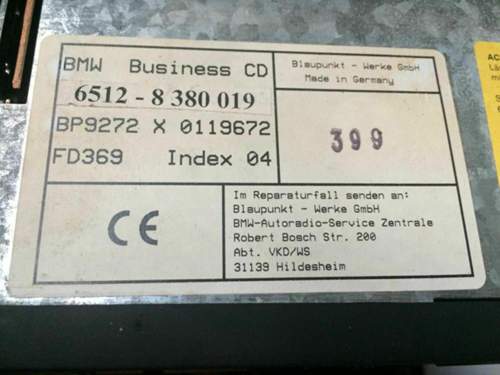 BMW Business CD
6512 - 8 380 019
BP9272 X 0119672
FD369 Index 04
Blaupunkt - Werke GmbH
Made in Germany
399
CE
Im Reparaturfall senden an:
Blaupunkt - Werke GmbH
BMW-Autoradio-Service Zentrale
Robert Bosch Str. 200
Abt. VKD/WS
31139 Hildesheim